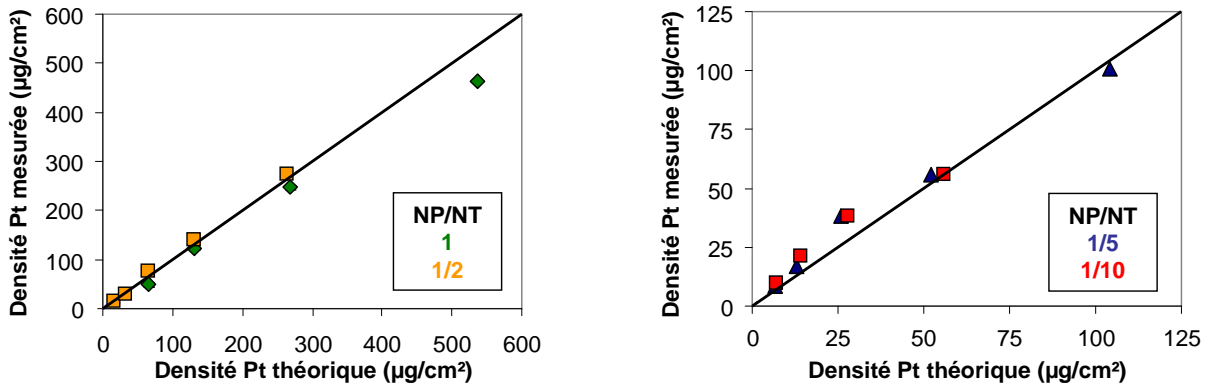 Densité Pt mesurée (µg/cm²)
600
500
400
300
200
100
0
0 100 200 300 400 500 600
Densité Pt théorique (µg/cm²)
NP/NT
1
1/2
Densité Pt mesurée (µg/cm²)
125
100
75
50
25
0
0 25 50 75 100 125
Densité Pt théorique (µg/cm²)
NP/NT
1/5
1/10